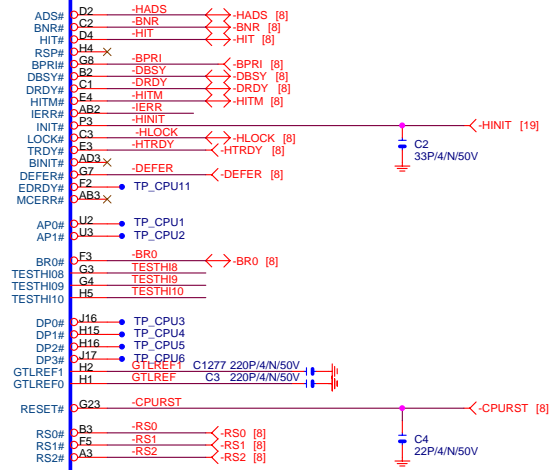 ADS# D2 -HADS -HADS [8]
BNR# C2 -BNR -BNR [8]
HIT# D4 -HIT -HIT [8]
RSP# H4
BPRI# G8 -BPRI -BPRI [8]
DBSY# B2 -DBSY -DBSY [8]
DRDY# C1 -DRDY -DRDY [8]
HITM# E4 -HITM -HITM [8]
IERR# AB2 -IERR
INIT# P3 -HINIT -HINIT [19]
LOCK# C3 -HLOCK -HLOCK [8]
C2
TRDY# E3 -HTRDY -HTRDY [8]
33P/4/N/50V
BINIT# AD3
DEFER# G7 -DEFER -DEFER [8]
EDRDY# F2 TP_CPU11
MCERR# AB3
AP0# U2 TP_CPU1
AP1# U3 TP_CPU2
BR0# F3 -BR0 -BR0 [8]
TESTHI08 G3 TESTHI8
TESTHI09 G4 TESTHI9
TESTHI10 H5 TESTHI10
DP0# J16 TP_CPU3
DP1# H15 TP_CPU4
DP2# H16 TP_CPU5
DP3# J17 TP_CPU6
GTLREF1 H2 GTLREF1 C1277 220P/4/N/50V
GTLREF0 H1 GTLREF C3 220P/4/N/50V
RESET# G23 -CPURST -CPURST [8]
RS0# B3 -RS0 -RS0 [8]
RS1# F5 -RS1 -RS1 [8]
C4
RS2# A3 -RS2 -RS2 [8]
22P/4/N/50V